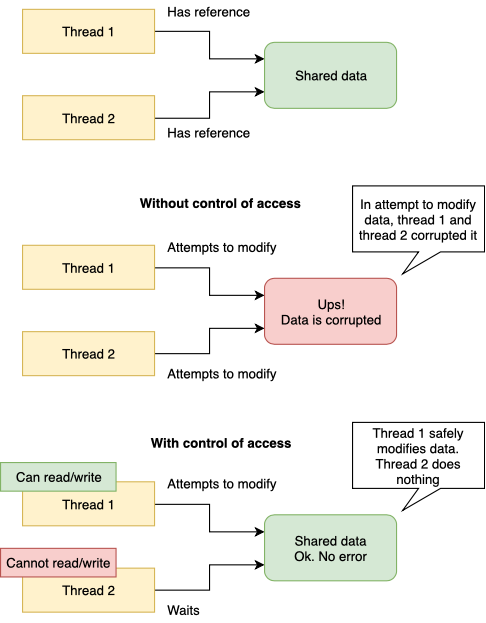 Has reference
Thread 1
Shared data
Thread 2
Has reference
Without control of access
In attempt to modify
data, thread 1 and
thread 2 corrupted it
Attempts to modify
Thread 1
Ups!
Data is corrupted
Thread 2
Attempts to modify
With control of access
Thread 1 safely
modifies data.
Thread 2 does
nothing
Can read/write
Attempts to modify
Thread 1
Shared data
Ok. No error
Cannot read/write
Thread 2
Waits